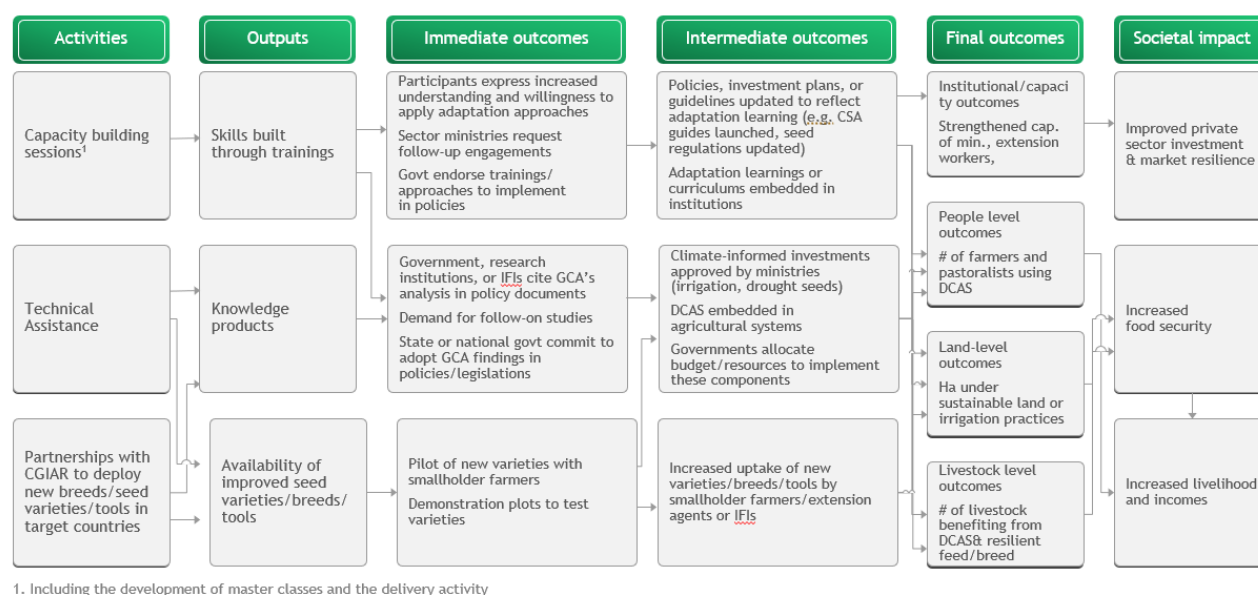 Activities
Outputs
Immediate outcomes
Intermediate outcomes
Final outcomes
Societal impact
Capacity building
sessions¹
Skills built
through trainings
Participants express increased
understanding and willingness to
apply adaptation approaches
Sector ministries request
follow-up engagements
Govt endorse trainings/
approaches to implement
in policies
Policies, investment plans, or
guidelines updated to reflect
adaptation learning (e.g. CSA
guides launched, seed
regulations updated)
Adaptation learnings or
curriculums embedded in
institutions
Institutional/capaci
ty outcomes
Strengthened cap.
of min., extension
workers,
Improved private
sector investment
& market resilience
Technical
Assistance
Knowledge
products
Government, research
institutions, or IFIs cite GCA's
analysis in policy documents
Demand for follow-on studies
State or national govt commit to
adopt GCA findings in
policies/legislations
Climate-informed investments
approved by ministries
(irrigation, drought seeds)
DCAS embedded in
agricultural systems
Governments allocate
budget/resources to implement
these components
People level
outcomes
# of farmers and
pastoralists using
DCAS
Land-level
outcomes
Ha under
sustainable land or
irrigation practices
Increased
food security
Partnerships with
CGIAR to deploy
new breeds/seed
varieties/tools in
target countries
Availability of
improved seed
varieties/breeds/
tools
Pilot of new varieties with
smallholder farmers
Demonstration plots to test
varieties
Increased uptake of new
varieties/breeds/tools by
smallholder farmers/extension
agents or IFIs
Livestock level
outcomes
# of livestock
benefiting from
DCAS& resilient
feed/breed
Increased livelihood
and incomes
1. Including the development of master classes and the delivery activity